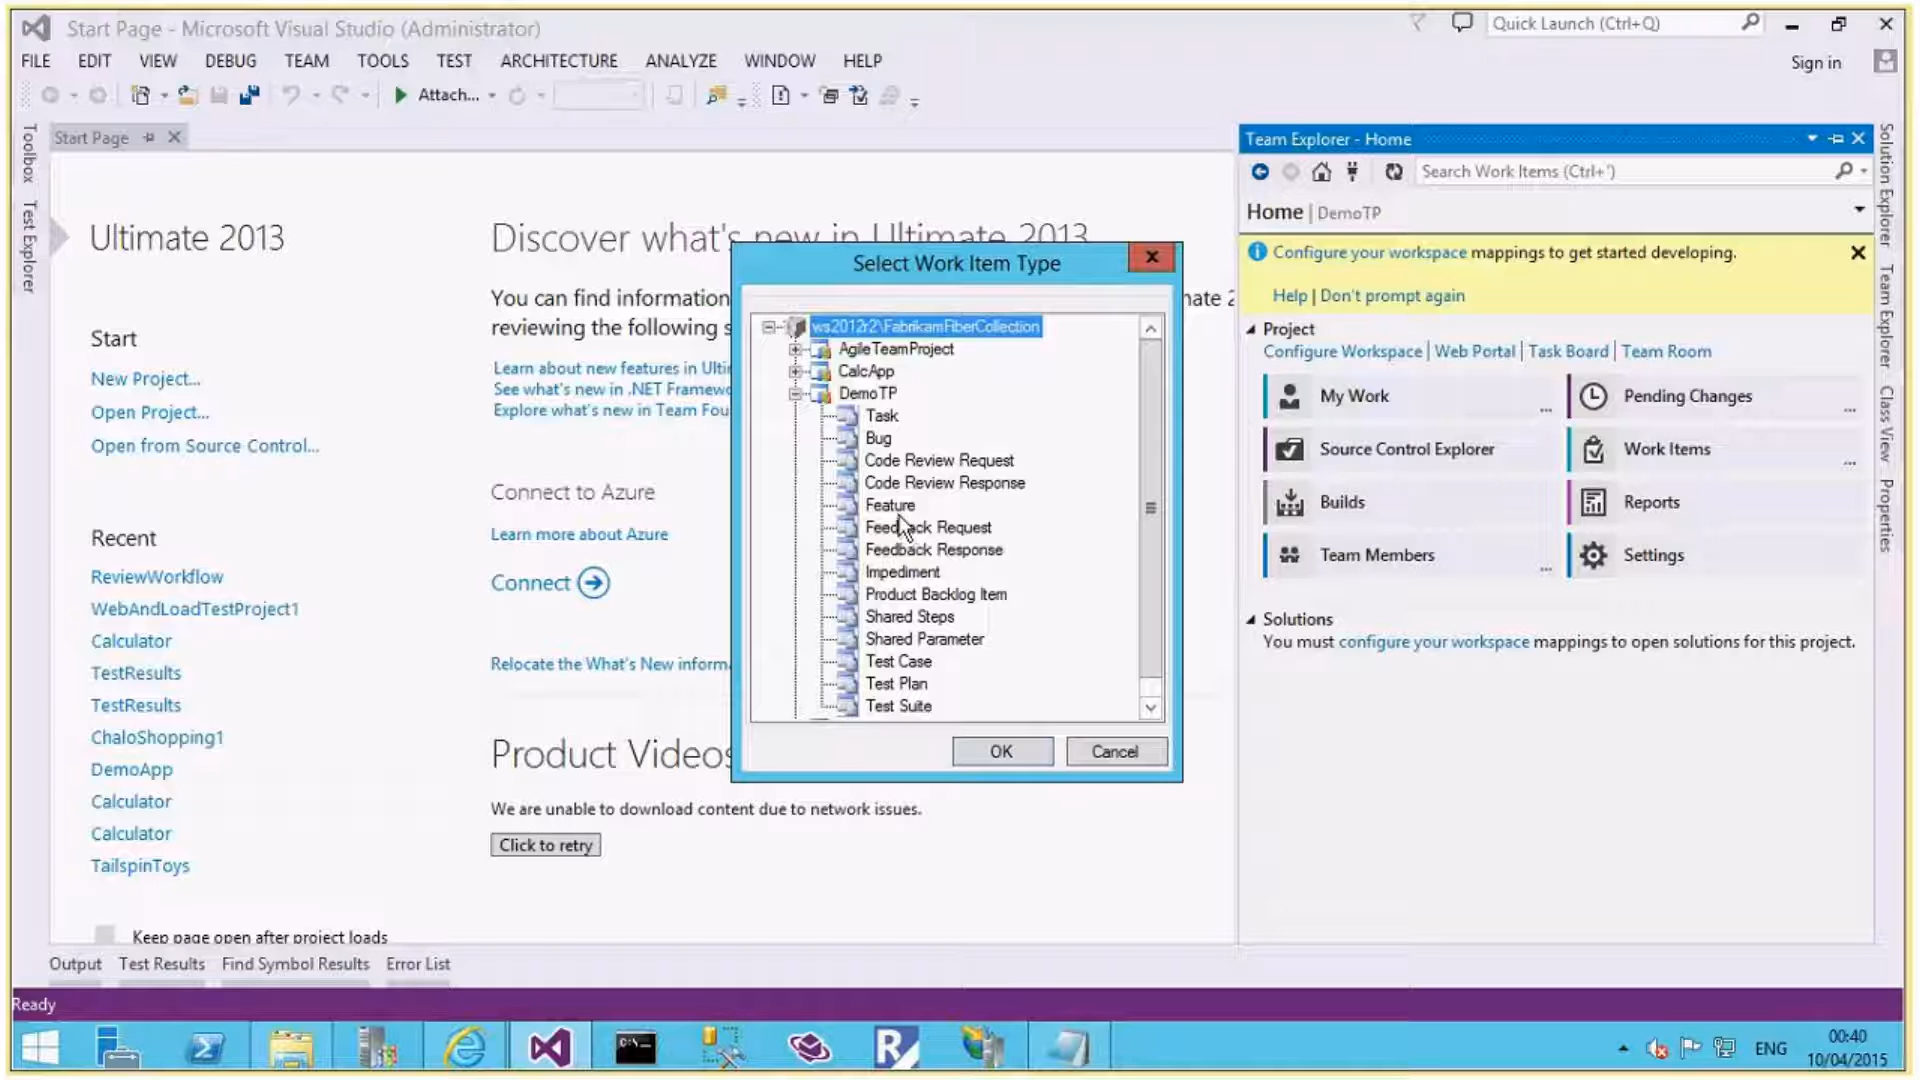 Start Page - Microsoft Visual Studio (Administrator)
Quick Launch (Ctrl+Q)
FILE EDIT VIEW DEBUG TEAM TOOLS TEST ARCHITECTURE ANALYZE WINDOW HELP
Sign in
Attach...
Toolbox
Test Explorer
Start Page
Ultimate 2013
Start
New Project...
Open Project...
Open from Source Control...
Recent
ReviewWorkflow
WebAndLoadTestProject1
Calculator
TestResults
TestResults
ChaloShopping1
DemoApp
Calculator
Calculator
TailspinToys
Keep page open after project loads
Discover what's new in Ultimate 2013
You can find information
nate 2
reviewing the following s
Learn about new features in Ulti
See what's new in .NET Framew
Explore what's new in Team Fou
Connect to Azure
Learn more about Azure
Connect
Relocate the What's New inform
Product Videos
We are unable to download content due to network issues.
Click to retry
Select Work Item Type
ws2012r2\FabrikamFiberCollection
AgileTeamProject
CalcApp
DemoTP
Task
Bug
Code Review Request
Code Review Response
Feature
Feedback Request
Feedback Response
Impediment
Product Backlog Item
Shared Steps
Shared Parameter
Test Case
Test Plan
Test Suite
OK Cancel
Team Explorer - Home
Search Work Items (Ctrl+')
Home | DemoTP
Configure your workspace mappings to get started developing.
Help | Don't prompt again
Project
Configure Workspace | Web Portal | Task Board | Team Room
My Work
Pending Changes
Source Control Explorer
Work Items
Builds
Reports
Team Members
Settings
Solutions
You must configure your workspace mappings to open solutions for this project.
Solution Explorer
Team Explorer
Class View
Properties
Output Test Results Find Symbol Results Error List
Ready
ENG
00:40
10/04/2015